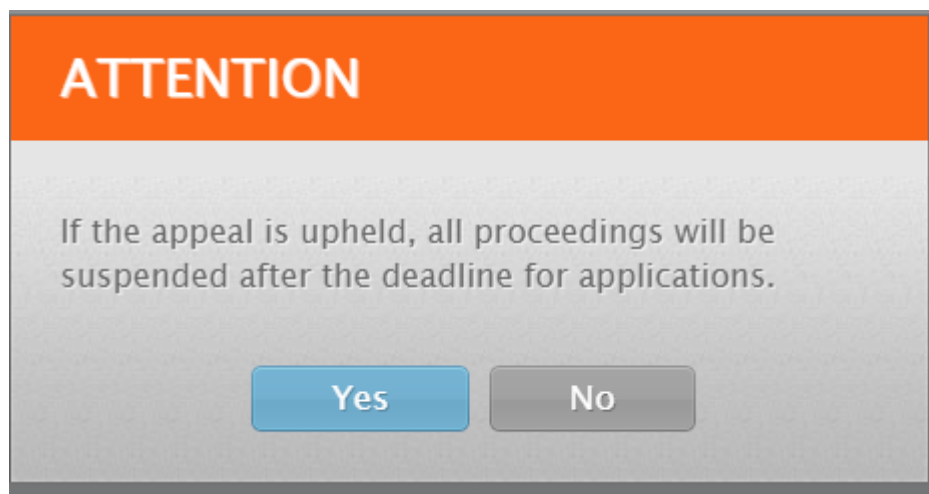 ATTENTION
If the appeal is upheld, all proceedings will be
suspended after the deadline for applications.
Yes
No